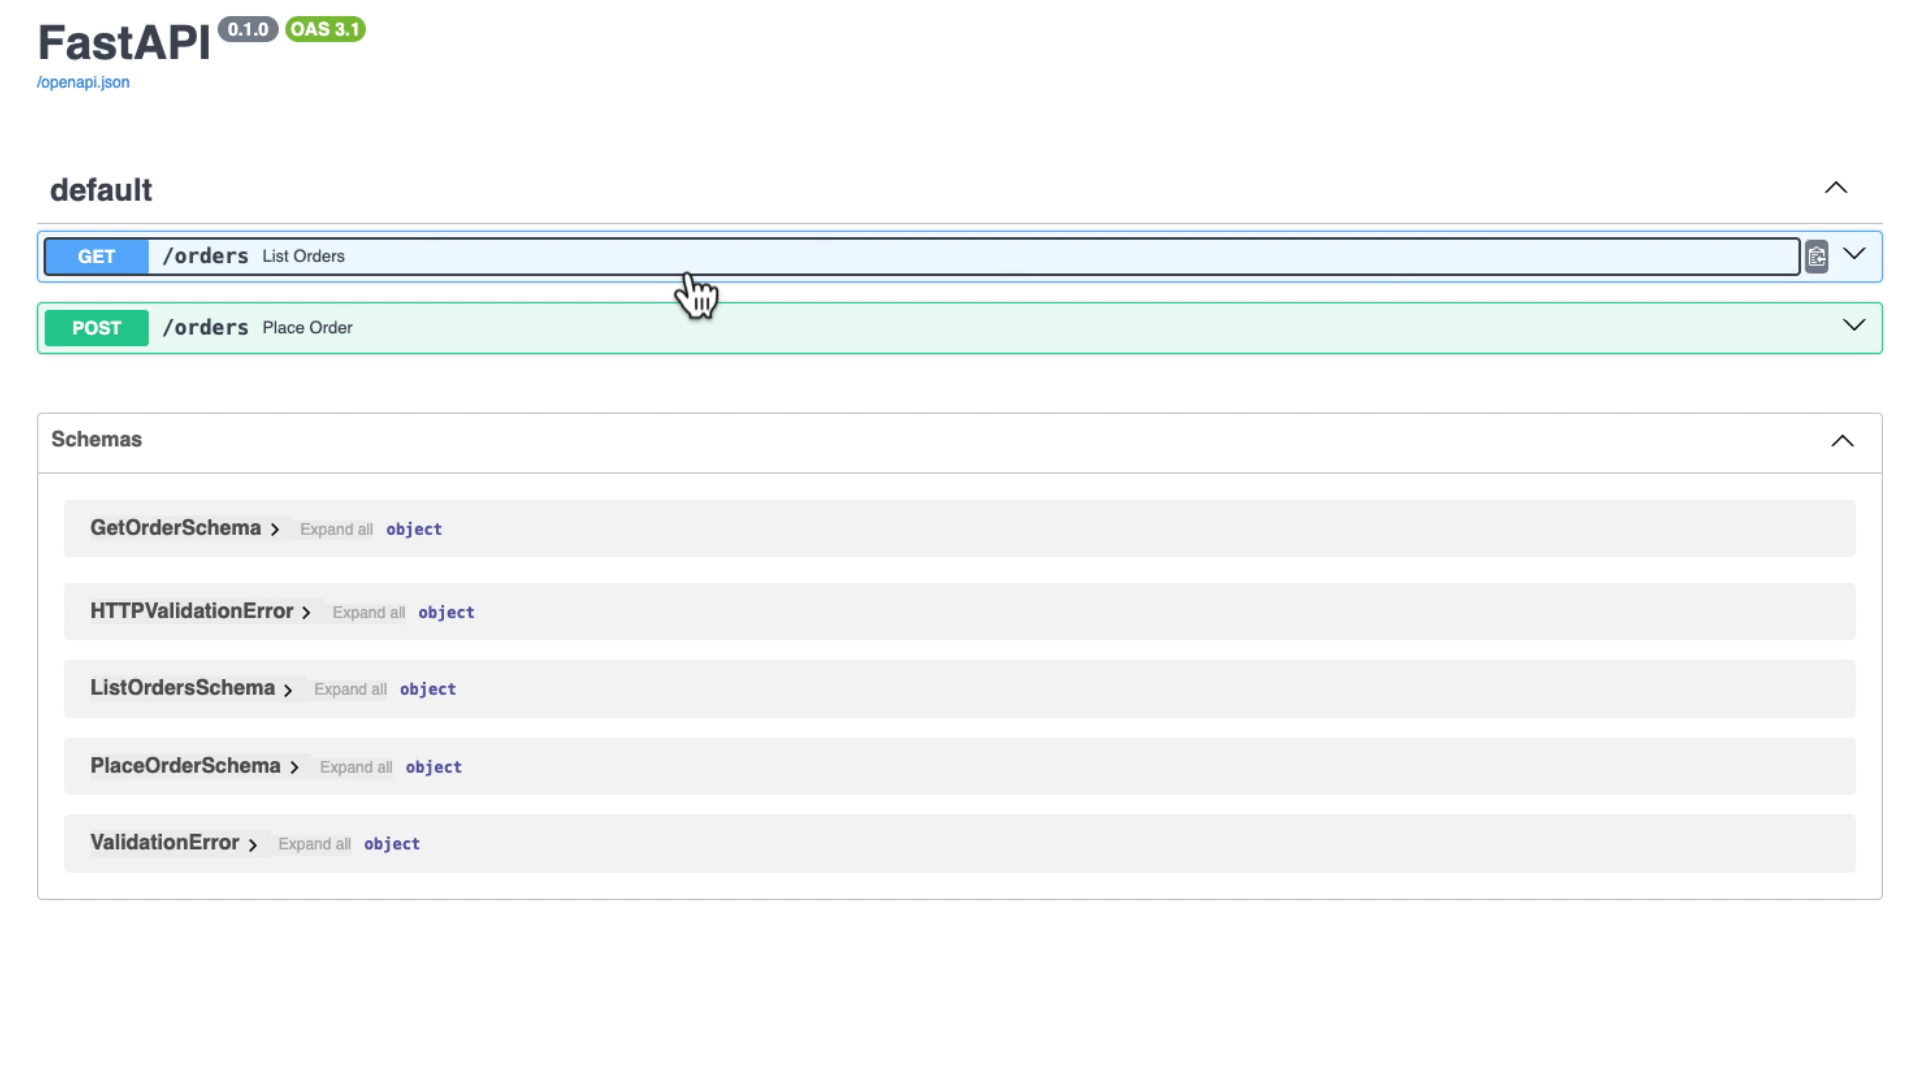 FastAPI 0.1.0 OAS 3.1
/openapi.json
default
GET /orders List Orders
POST /orders Place Order
Schemas
GetOrderSchema Expand all object
HTTPValidationError Expand all object
ListOrdersSchema Expand all object
PlaceOrderSchema Expand all object
ValidationError Expand all object